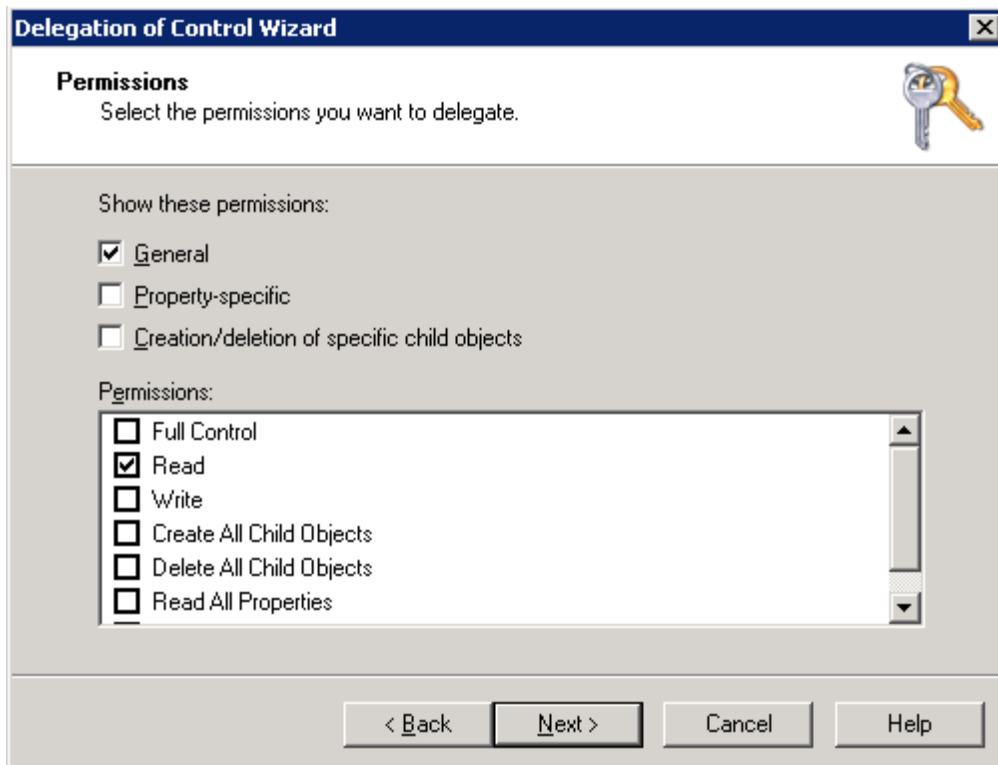 Delegation of Control Wizard
Permissions
Select the permissions you want to delegate.
Show these permissions:
General
Property-specific
Creation/deletion of specific child objects
Permissions:
Full Control
Read
Write
Create All Child Objects
Delete All Child Objects
Read All Properties
< Back Next > Cancel Help